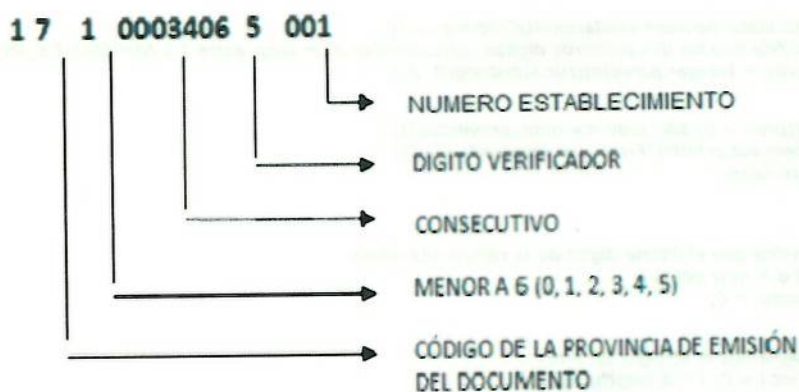 17 1 0003406 5 001
NUMERO ESTABLECIMIENTO
DIGITO VERIFICADOR
CONSECUTIVO
MENOR A 6 (0, 1, 2, 3, 4, 5)
CÓDIGO DE LA PROVINCIA DE EMISIÓN
DEL DOCUMENTO